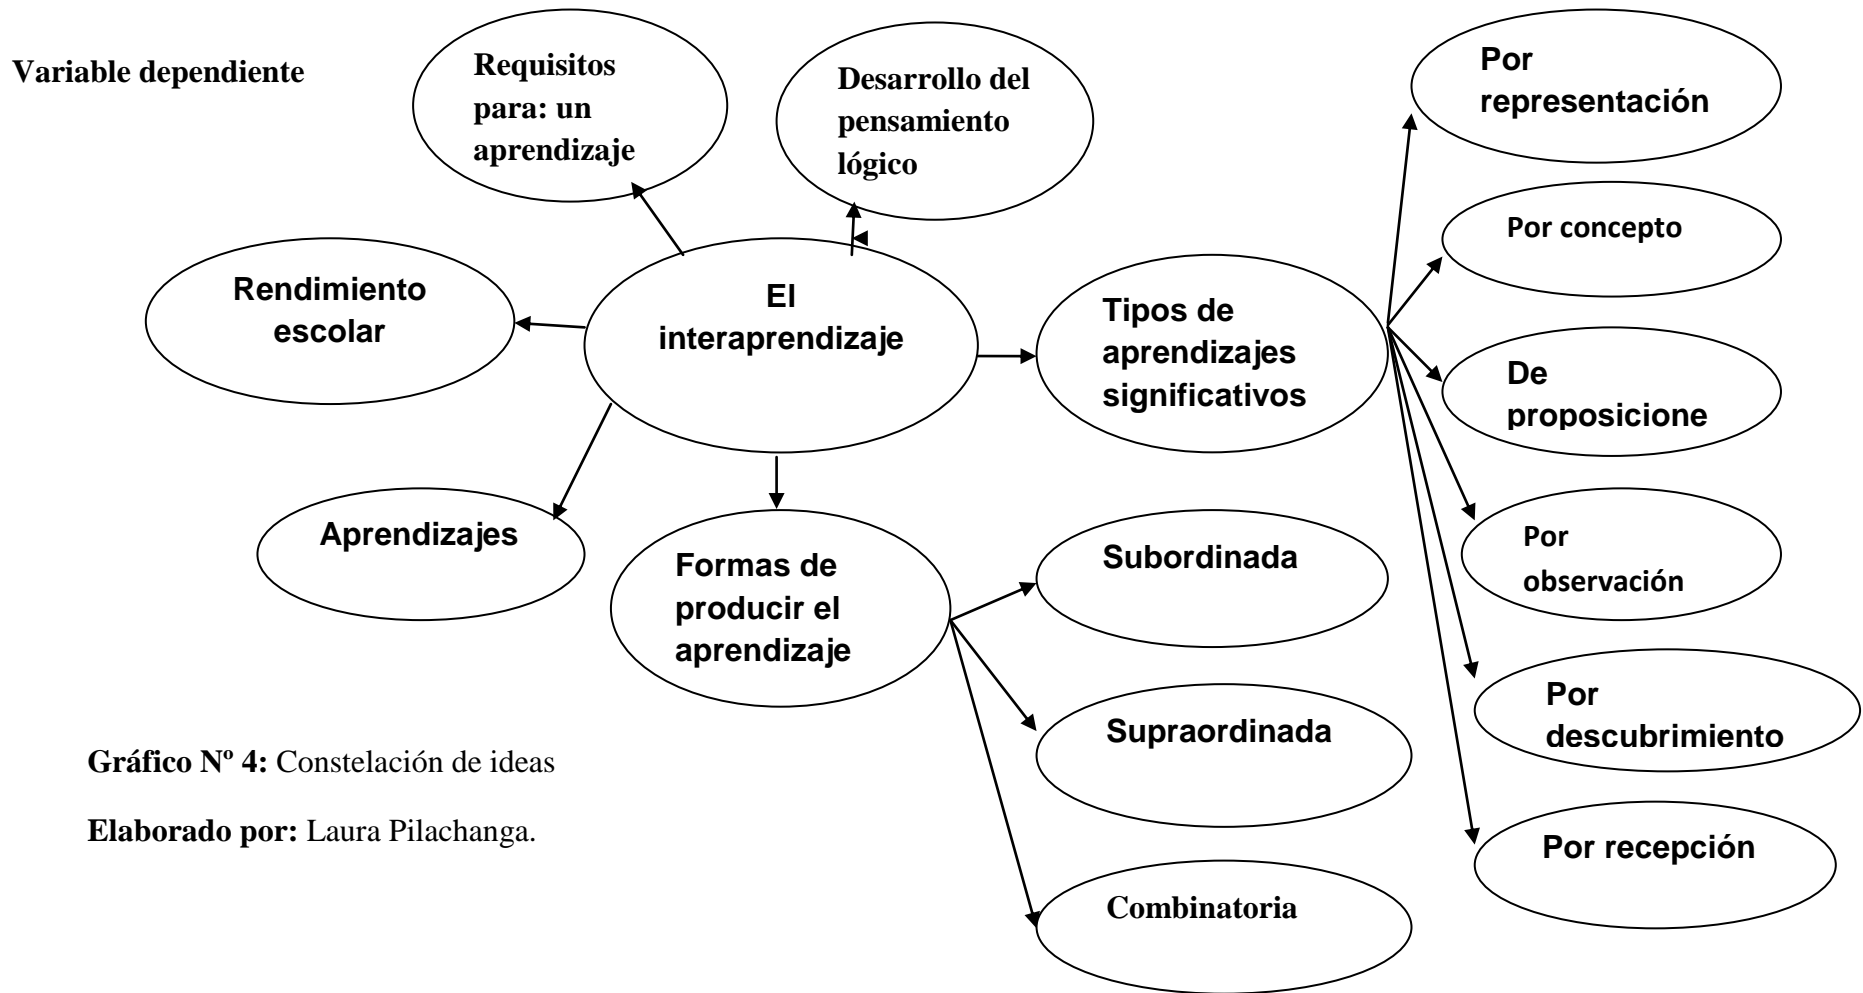 Variable dependiente
Requisitos
para: un
aprendizaje
Desarrollo del
pensamiento
lógico
Por
representación
Por concepto
Rendimiento
escolar
El
interaprendizaje
Tipos de
aprendizajes
significativos
De
proposicione
Aprendizajes
Formas de
producir el
aprendizaje
Subordinada
Por
observación
Supraordinada
Por
descubrimiento
Gráfico Nº 4: Constelación de ideas
Elaborado por: Laura Pilachanga.
Por recepción
Combinatoria